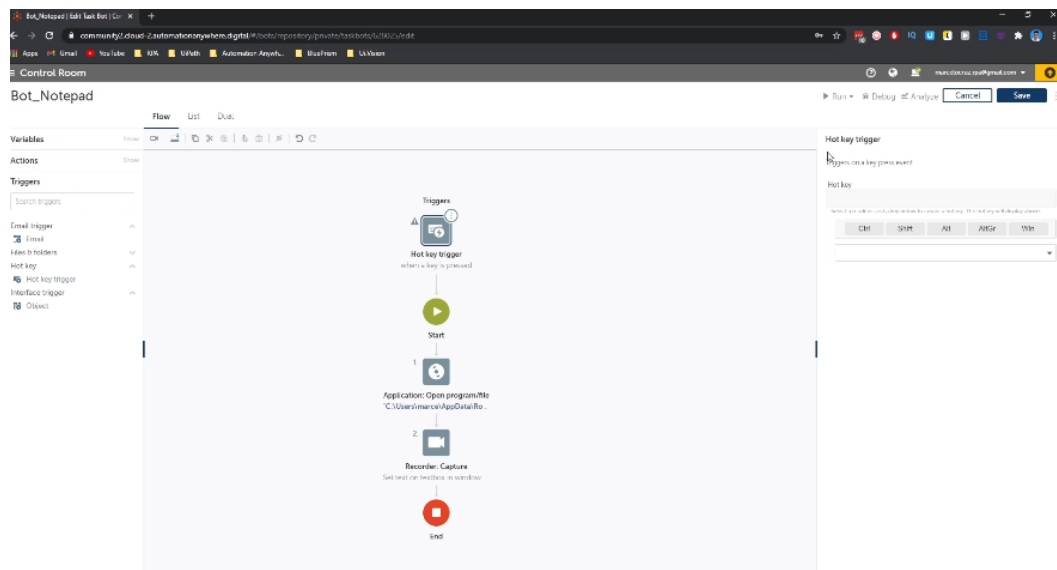 Bot_Notepad | Edit Task Bot | Cor
community2.cloud-2.automationanywhere.digital/#/bots/repository/private/taskbots/628025/edit
Apps Gmail YouTube RPA UiPath Automation Anywh... BluePrism Ui.Vision
Control Room
Bot_Notepad
Run Debug Analyze Cancel Save
Flow List Dual
Variables Show
Actions Show
Triggers
Search triggers
Email trigger
Email
Files & folders
Hot key
Hot key trigger
Interface trigger
Object
Triggers
Hot key trigger
when a key is pressed
Start
1
Application: Open program/file
"C:\Users\marce\AppData\Ro...
2
Recorder: Capture
Set text on textbox in window
End
Hot key trigger
Triggers on a key press event
Hot key
Ctrl Shift Alt AltGr Win